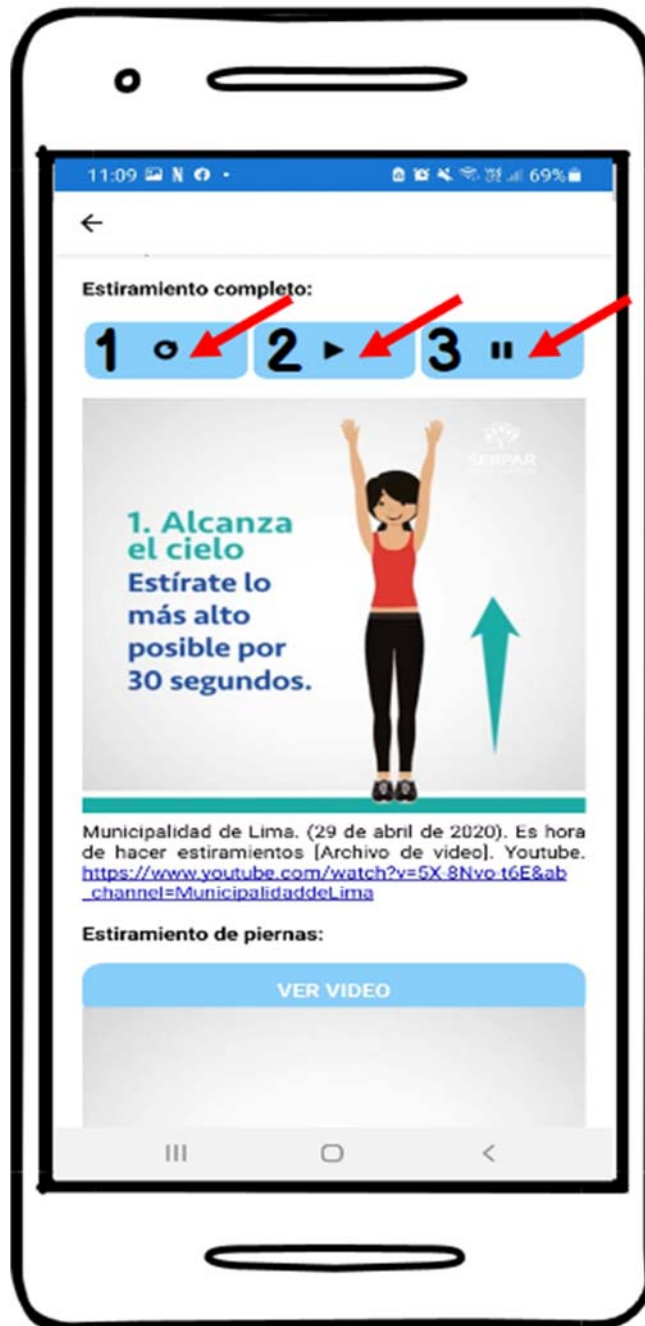 11:09 N 69%
Estiramiento completo:
1 2 3
SERPAR
1. Alcanza
el cielo
Estírate lo
más alto
posible por
30 segundos.
Municipalidad de Lima. (29 de abril de 2020). Es hora
de hacer estiramientos [Archivo de video]. Youtube.
https://www.youtube.com/watch?v=5X-8Nvo-t6E&ab
_channel=MunicipalidaddeLima
Estiramiento de piernas:
VER VIDEO